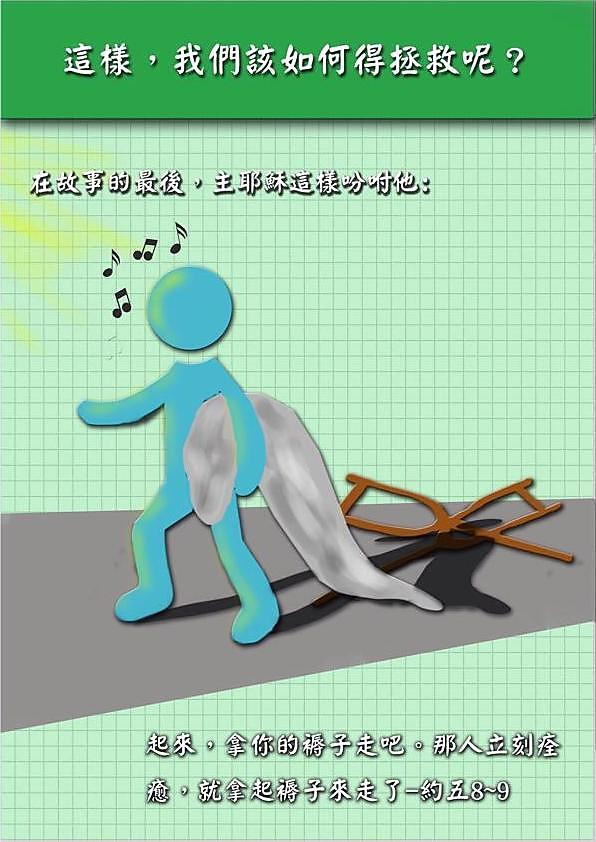 這樣，我們該如何得拯救呢？
在故事的最後，主耶穌這樣吩咐他：
起來，拿你的褥子走吧。那人立刻痊
癒，就拿起褥子來走了-約五8~9